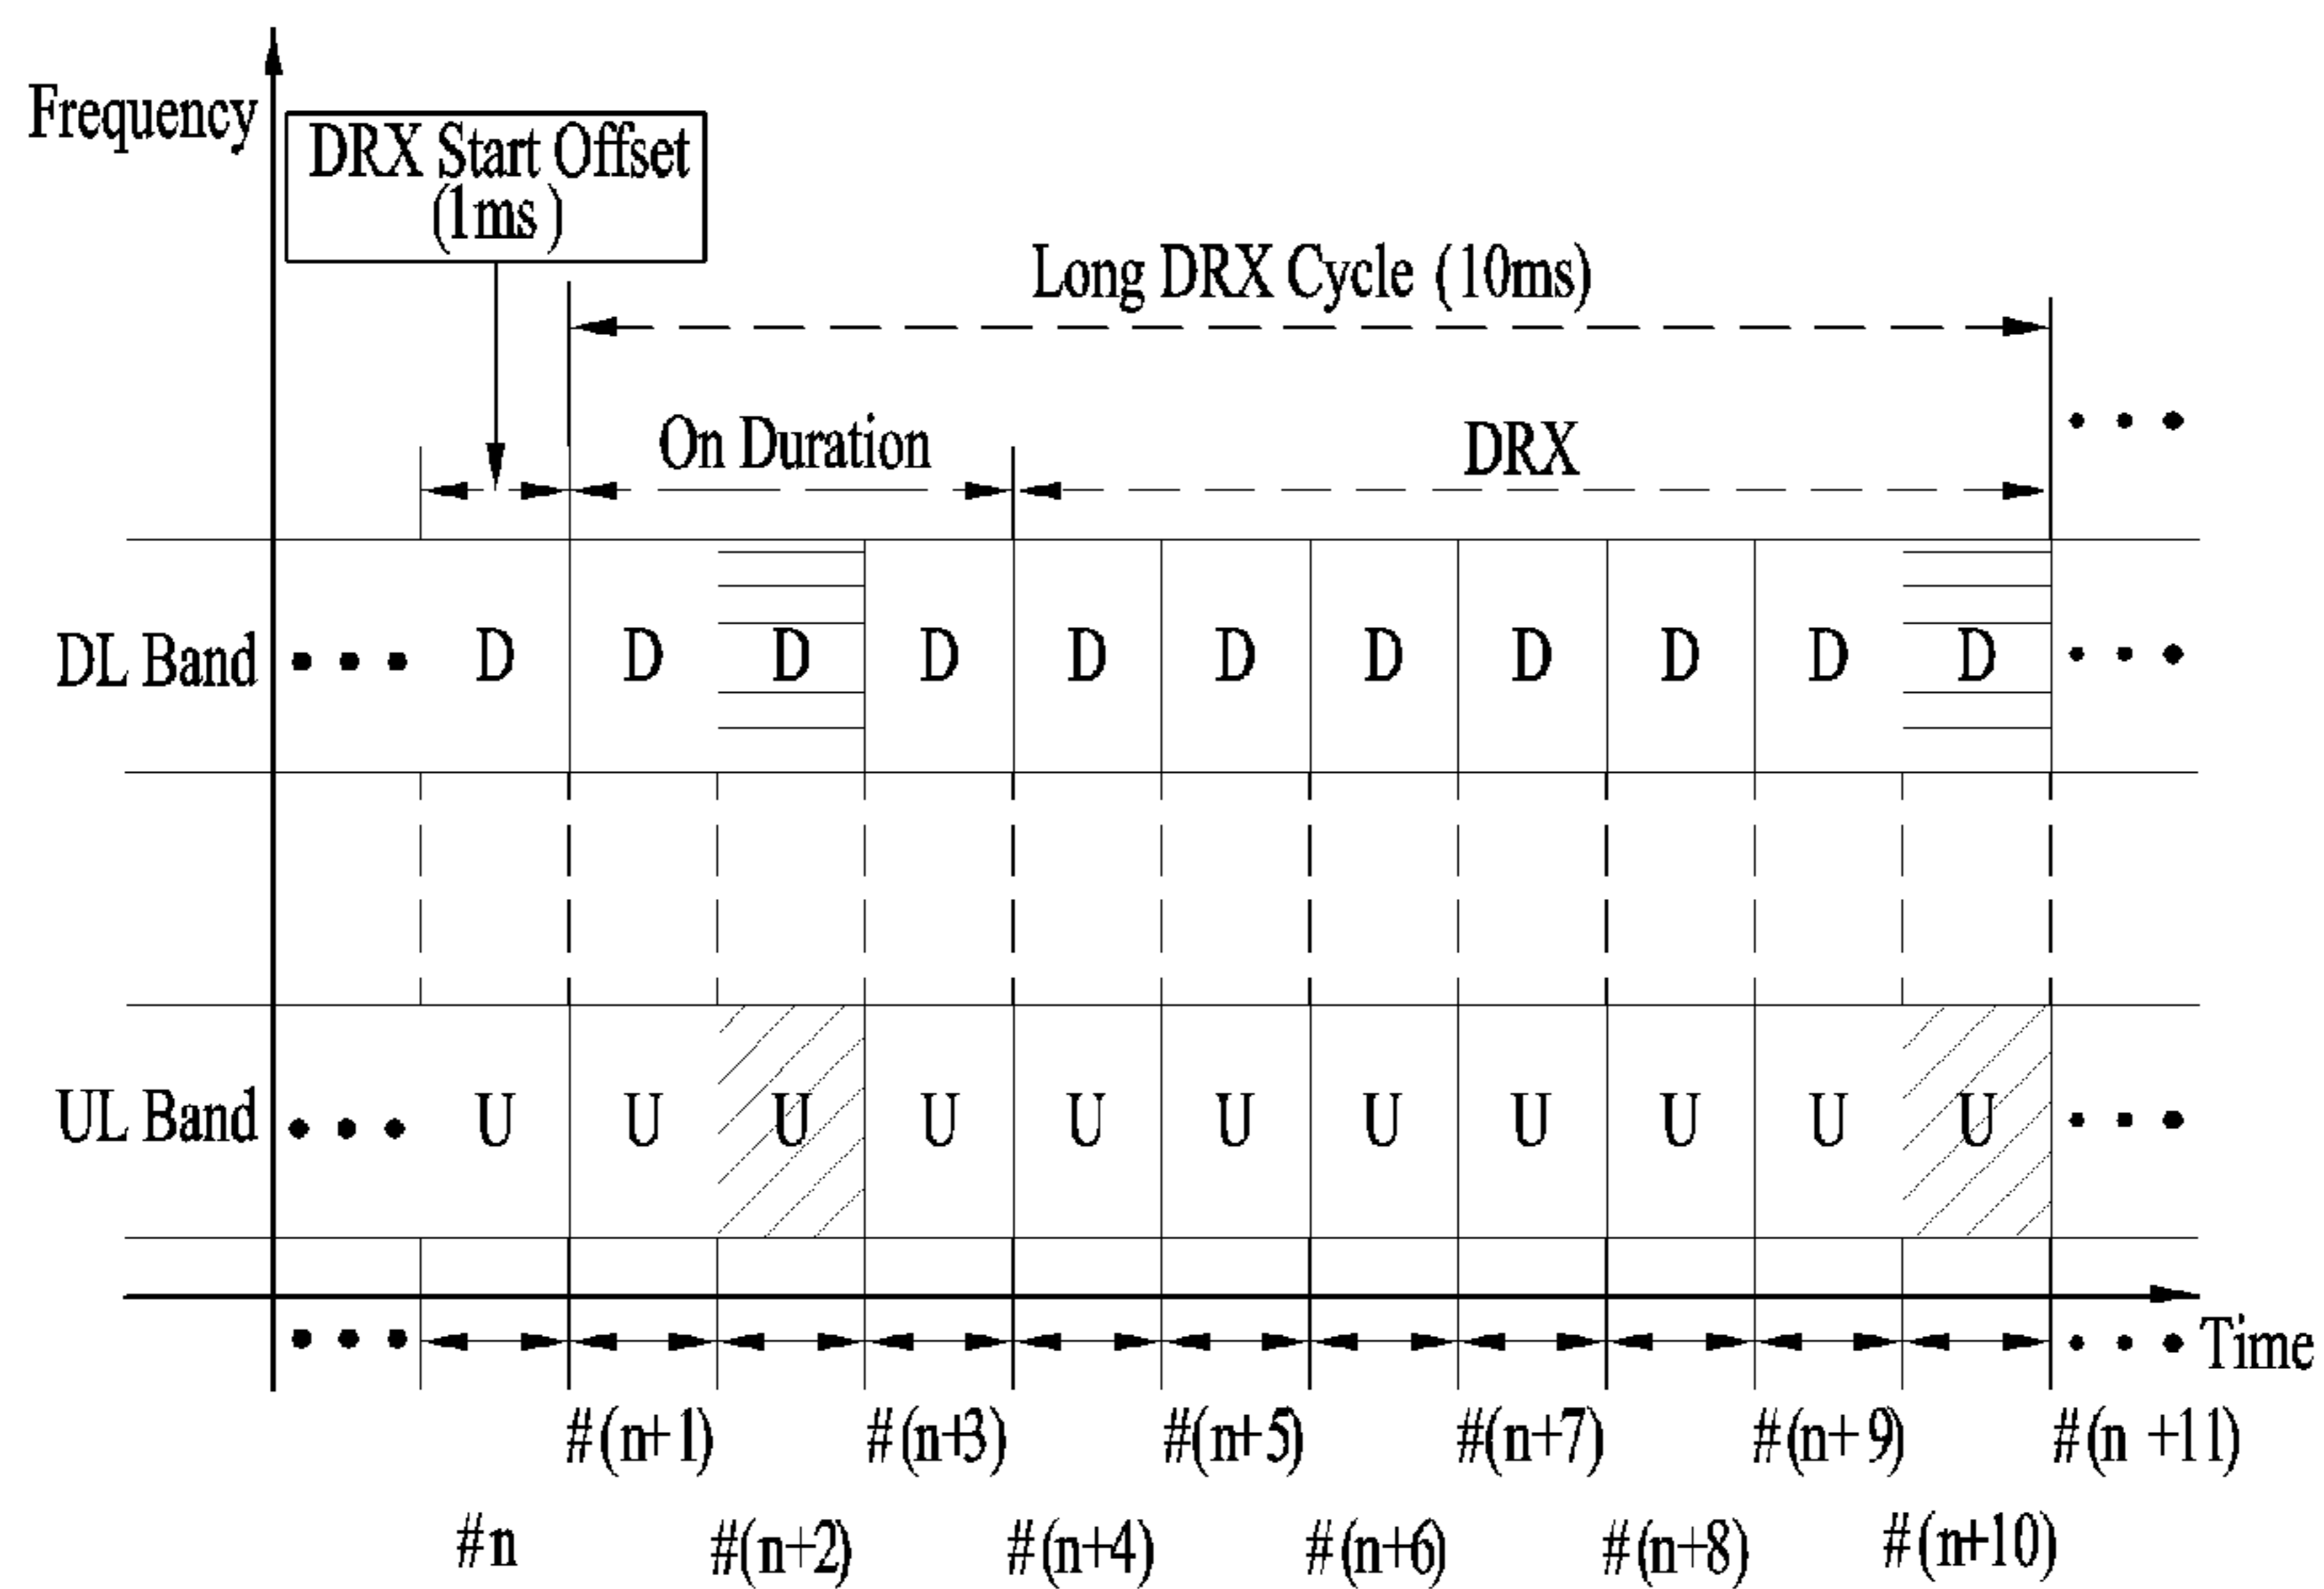 Frequency
DRX Start Offset
(1ms)
Long DRX Cycle (10ms)
On Duration
DRX
DL Band D D D D D D D D D D D
UL Band U U U U U U U U U U U
Time
#(n+1) #(n+3) #(n+5) #(n+7) #(n+9) #(n +11)
#n #(n+2) #(n+4) #(n+6) #(n+8) #(n+10)